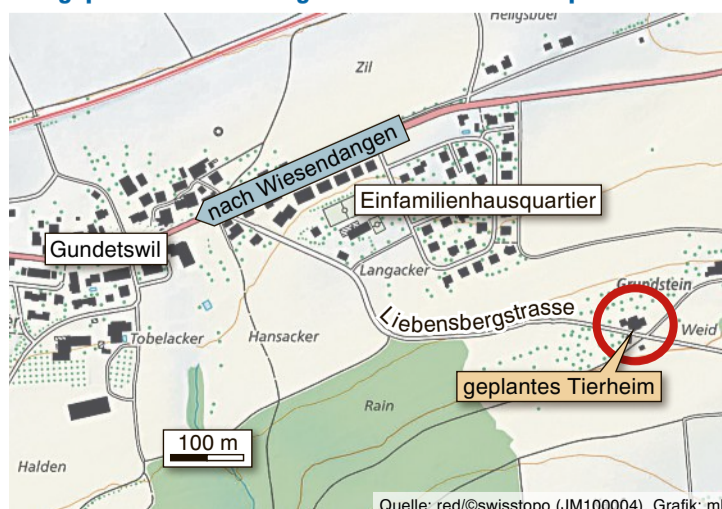 Heiligsbüel
Zil
nach Wiesendangen
Einfamilienhausquartier
Gundetswil
Langacker
Grundstein
Liebensbergstrasse
Weid
Tobelacker
Hansacker
geplantes Tierheim
Rain
100 m
Halden
Quelle: red/©swisstopo (JM100004), Grafik: